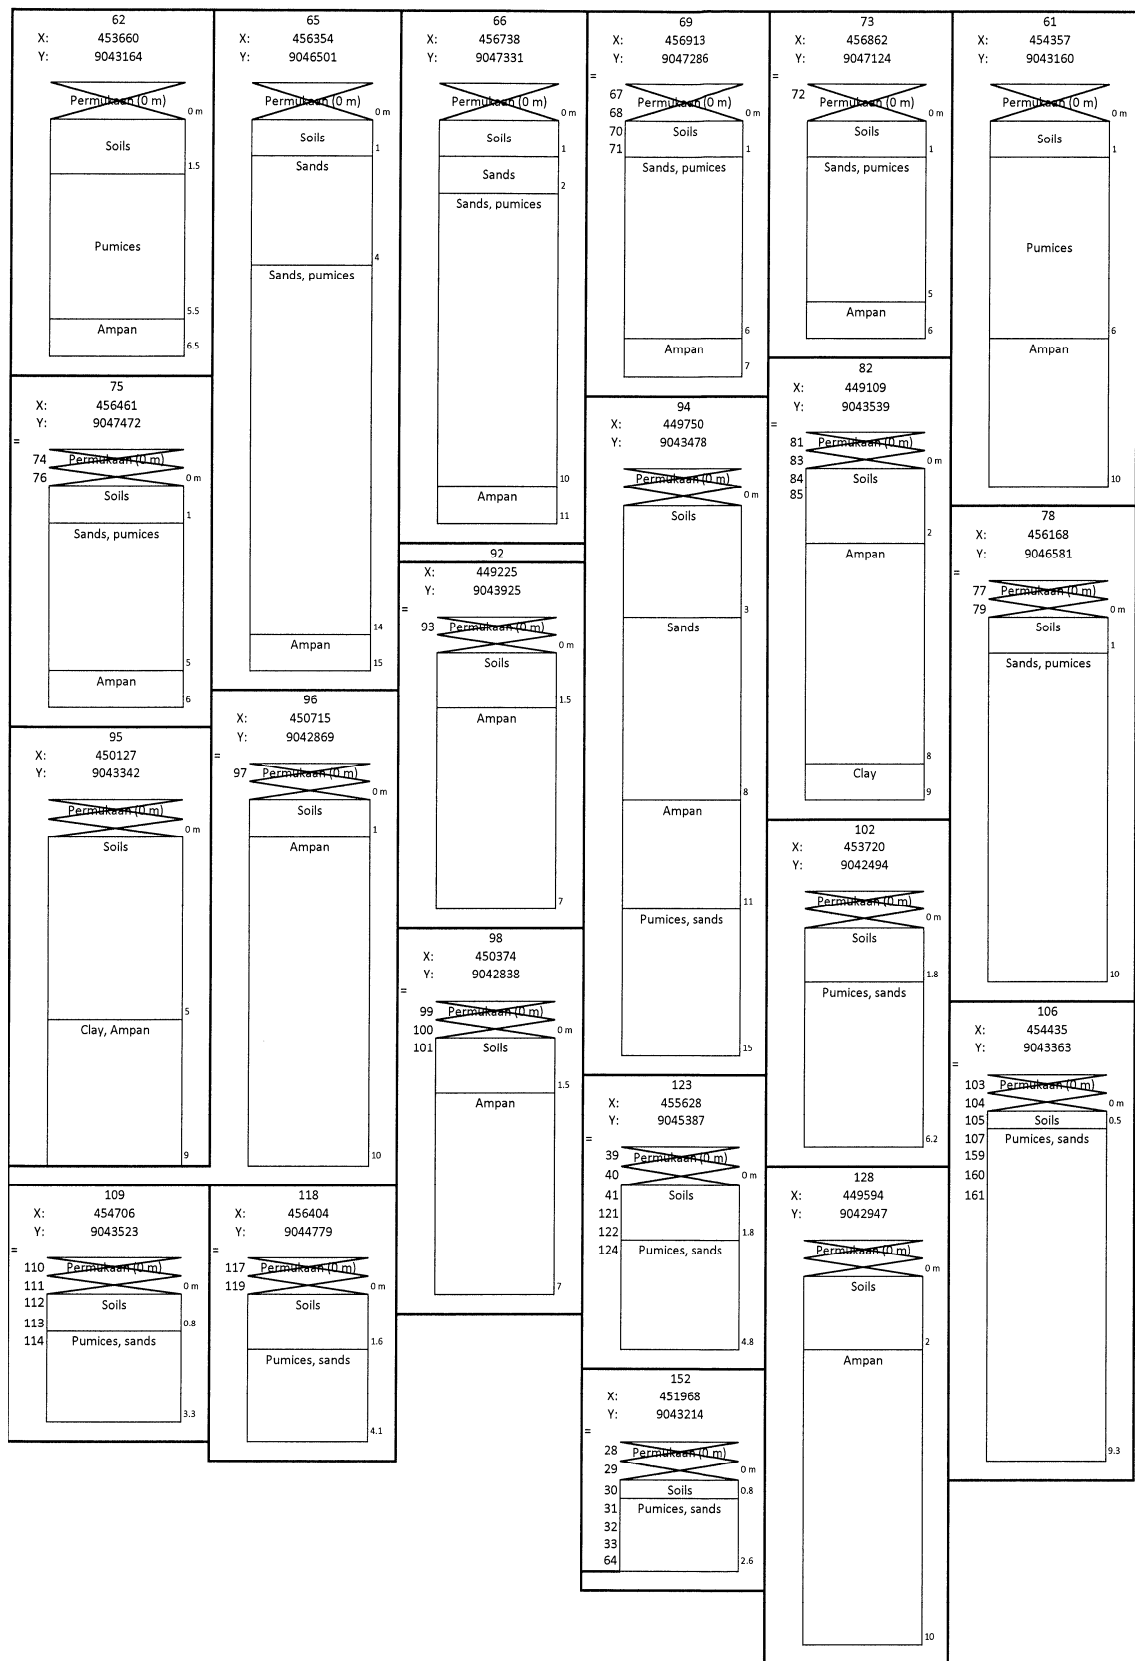 62
X: 453660
Y: 9043164
Permukaan (0 m)
0 m
Soils
1.5
Pumices
5.5
Ampan
6.5
65
X: 456354
Y: 9046501
Permukaan (0 m)
0 m
Soils
1
Sands
4
Sands, pumices
14
Ampan
15
66
X: 456738
Y: 9047331
Permukaan (0 m)
0 m
Soils
1
Sands
2
Sands, pumices
10
Ampan
11
69
X: 456913
Y: 9047286
=
67 Permukaan (0 m)
68 0 m
70 Soils
71 1
Sands, pumices
6
Ampan
7
73
X: 456862
Y: 9047124
=
72 Permukaan (0 m)
0 m
Soils
1
Sands, pumices
5
Ampan
6
61
X: 454357
Y: 9043160
Permukaan (0 m)
0 m
Soils
1
Pumices
6
Ampan
10
75
X: 456461
Y: 9047472
=
74 Permukaan (0 m)
76 0 m
Soils
1
Sands, pumices
5
Ampan
6
92
X: 449225
Y: 9043925
=
93 Permukaan (0 m)
0 m
Soils
1.5
Ampan
7
94
X: 449750
Y: 9043478
Permukaan (0 m)
0 m
Soils
3
Sands
8
Ampan
11
Pumices, sands
15
82
X: 449109
Y: 9043539
=
81 Permukaan (0 m)
83 0 m
84 Soils
85
2
Ampan
8
Clay
9
78
X: 456168
Y: 9046581
=
77 Permukaan (0 m)
79 0 m
Soils
1
Sands, pumices
10
95
X: 450127
Y: 9043342
Permukaan (0 m)
0 m
Soils
5
Clay, Ampan
9
96
X: 450715
Y: 9042869
=
97 Permukaan (0 m)
0 m
Soils
1
Ampan
10
98
X: 450374
Y: 9042838
=
99 Permukaan (0 m)
100 0 m
101 Soils
1.5
Ampan
7
123
X: 455628
Y: 9045387
=
39 Permukaan (0 m)
40 0 m
41 Soils
121
122 1.8
124 Pumices, sands
4.8
102
X: 453720
Y: 9042494
Permukaan (0 m)
0 m
Soils
1.8
Pumices, sands
6.2
106
X: 454435
Y: 9043363
=
103 Permukaan (0 m)
104 0 m
105 Soils 0.5
107 Pumices, sands
159
160
161
9.3
109
X: 454706
Y: 9043523
=
110 Permukaan (0 m)
111 0 m
112 Soils
113 0.8
114 Pumices, sands
3.3
118
X: 456404
Y: 9044779
=
117 Permukaan (0 m)
119 0 m
Soils
1.6
Pumices, sands
4.1
152
X: 451968
Y: 9043214
=
28 Permukaan (0 m)
29 0 m
30 Soils 0.8
31 Pumices, sands
32
33
64 2.6
128
X: 449594
Y: 9042947
Permukaan (0 m)
0 m
Soils
2
Ampan
10